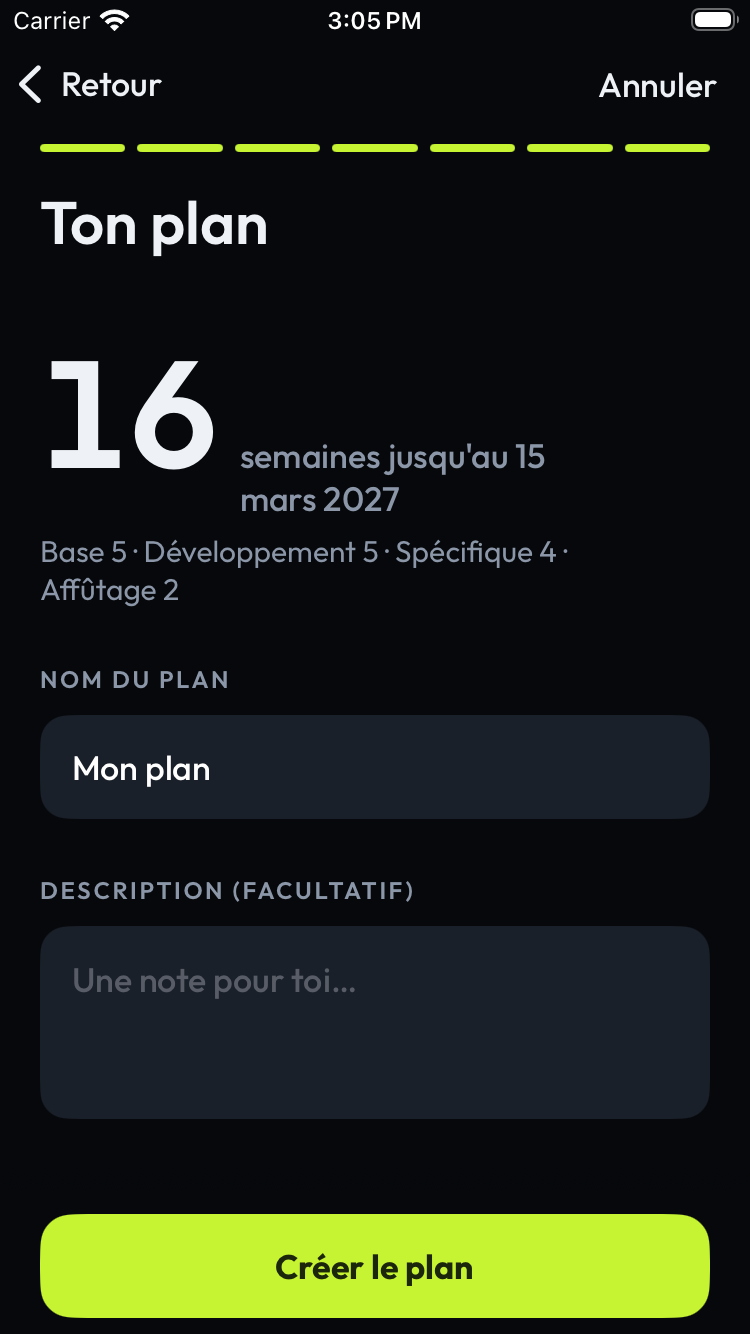 Carrier 3:05 PM
Retour Annuler
Ton plan
16 semaines jusqu'au 15
mars 2027
Base 5 · Développement 5 · Spécifique 4 ·
Affûtage 2
NOM DU PLAN
Mon plan
DESCRIPTION (FACULTATIF)
Une note pour toi...
Créer le plan